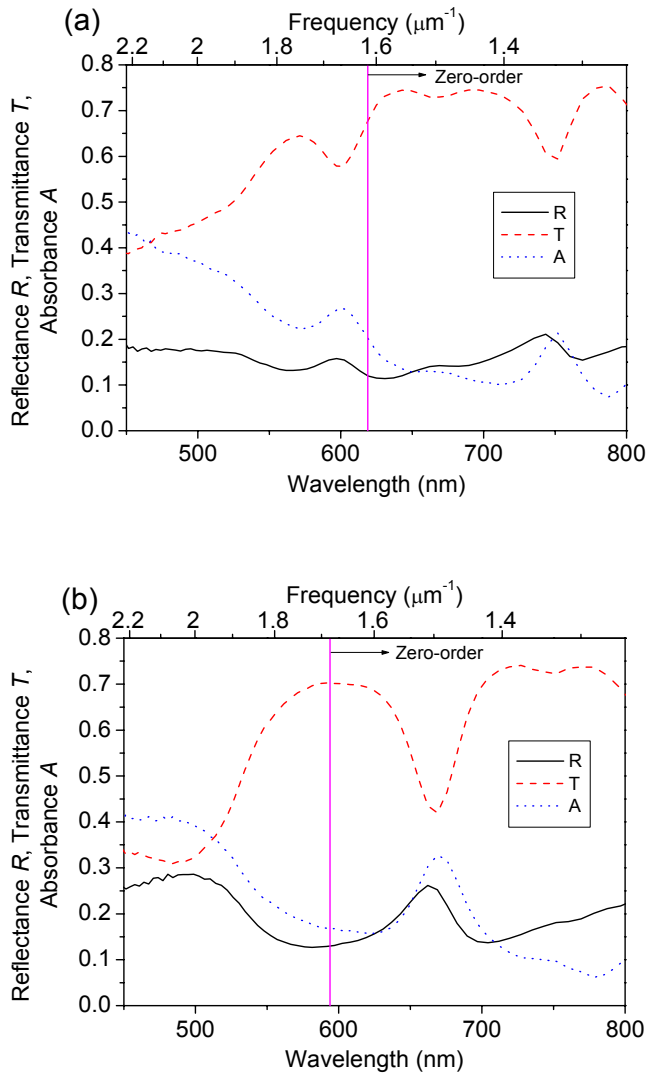 (a)
Frequency (μm⁻¹)
2.2 2 1.8 1.6 1.4
Zero-order
0.8
0.7
0.6
0.5
0.4
0.3
0.2
0.1
0.0
Reflectance R, Transmittance T,
Absorbance A
R
T
A
500 600 700 800
Wavelength (nm)
(b)
Frequency (μm⁻¹)
2.2 2 1.8 1.6 1.4
Zero-order
0.8
0.7
0.6
0.5
0.4
0.3
0.2
0.1
0.0
Reflectance R, Transmittance T,
Absorbance A
R
T
A
500 600 700 800
Wavelength (nm)